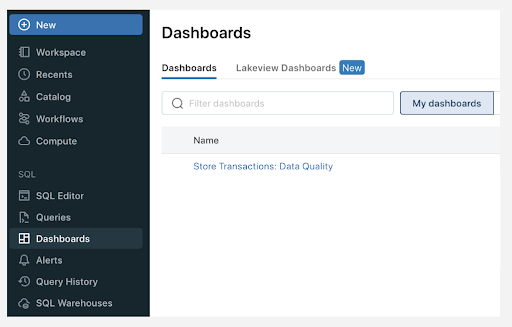 New
Workspace
Recents
Catalog
Workflows
Compute
SQL
SQL Editor
Queries
Dashboards
Alerts
Query History
SQL Warehouses
Dashboards
Dashboards Lakeview Dashboards New
Filter dashboards My dashboards
Name
Store Transactions: Data Quality